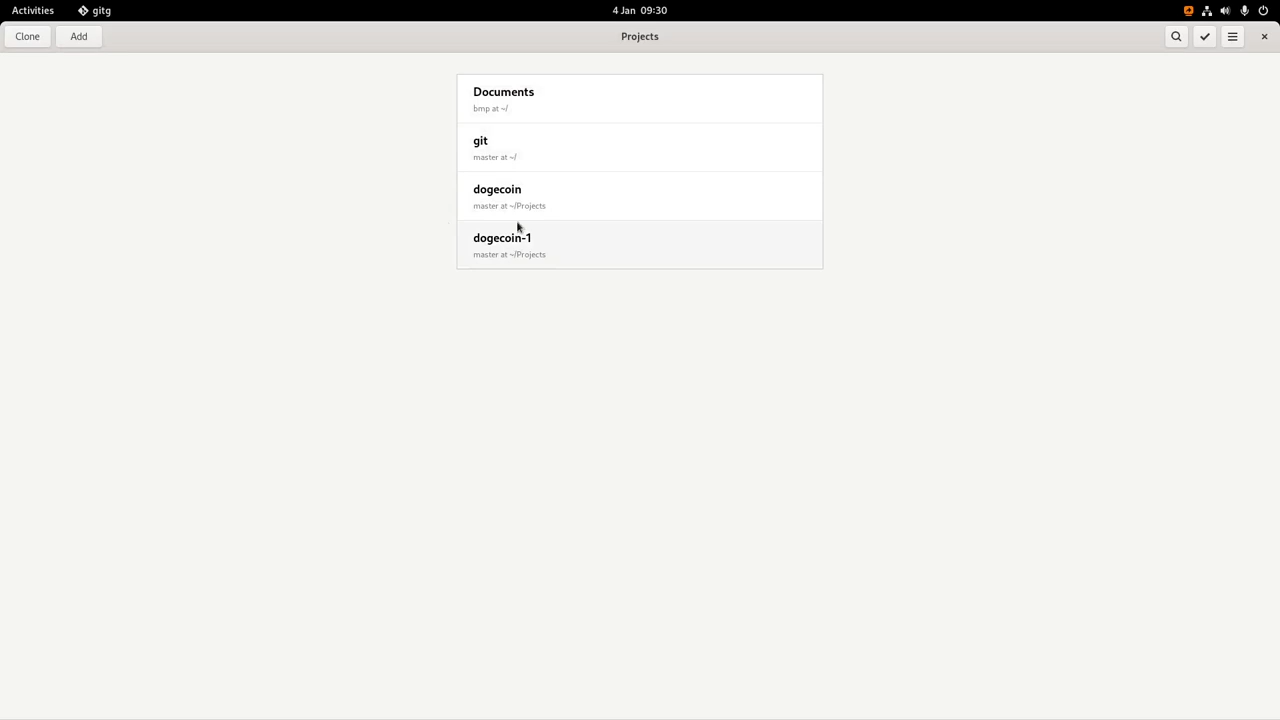 Activities
gitg
4 Jan 09:30
Clone
Add
Projects
Documents
bmp at ~/
git
master at ~/
dogecoin
master at ~/Projects
dogecoin-1
master at ~/Projects